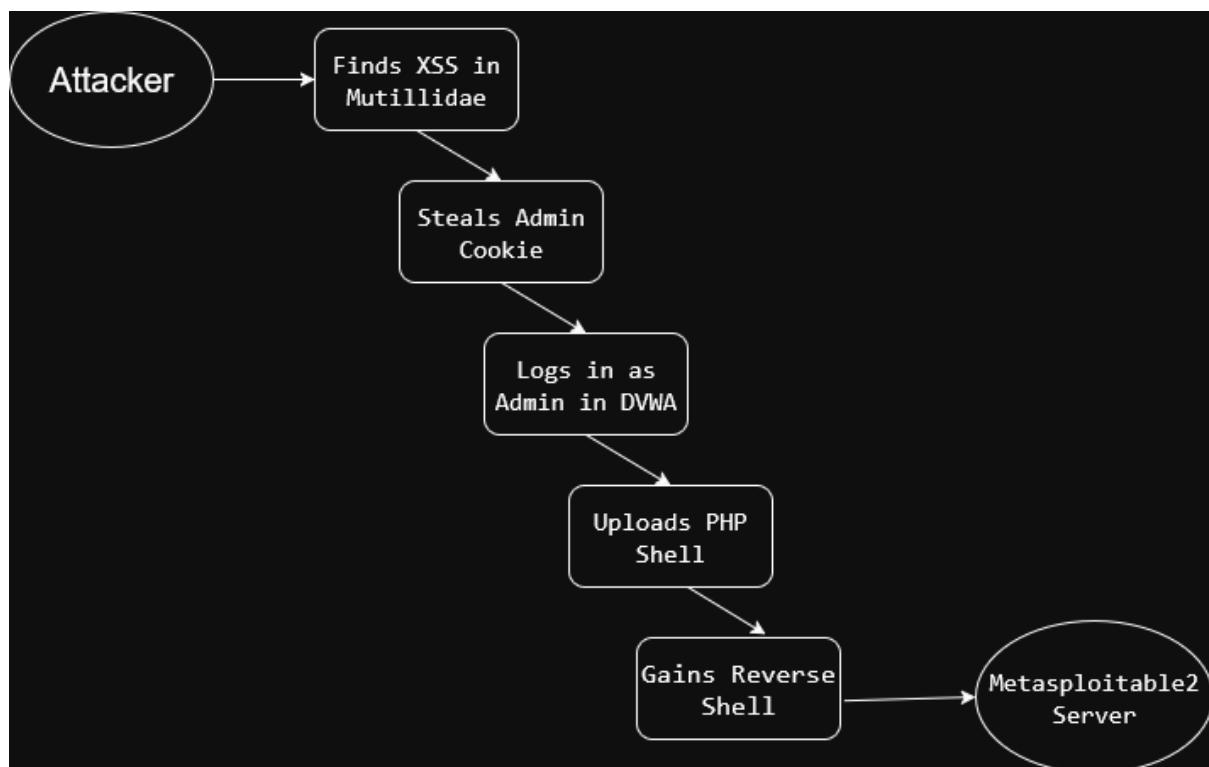 Attacker
Finds XSS in
Mutillidae
Steals Admin
Cookie
Logs in as
Admin in DVWA
Uploads PHP
Shell
Gains Reverse
Shell
Metasploitable2
Server